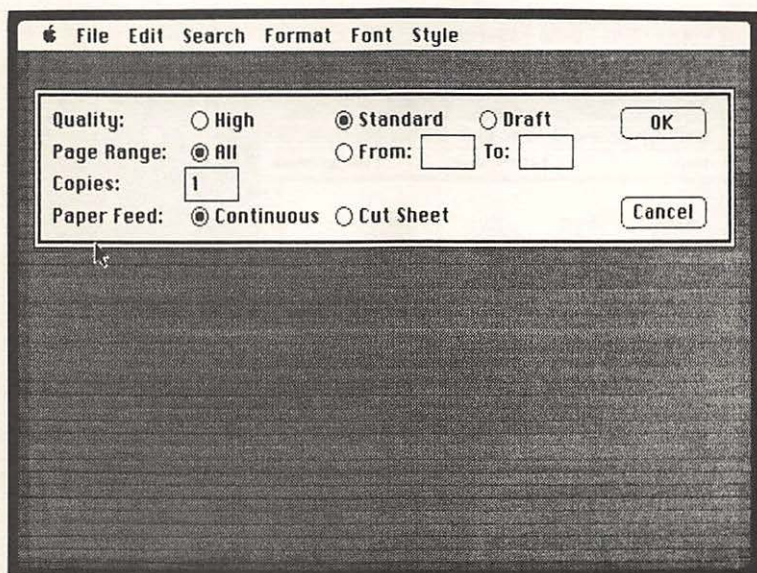 File Edit Search Format Font Style
Quality: High Standard Draft OK
Page Range: All From: To:
Copies: 1
Paper Feed: Continuous Cut Sheet Cancel